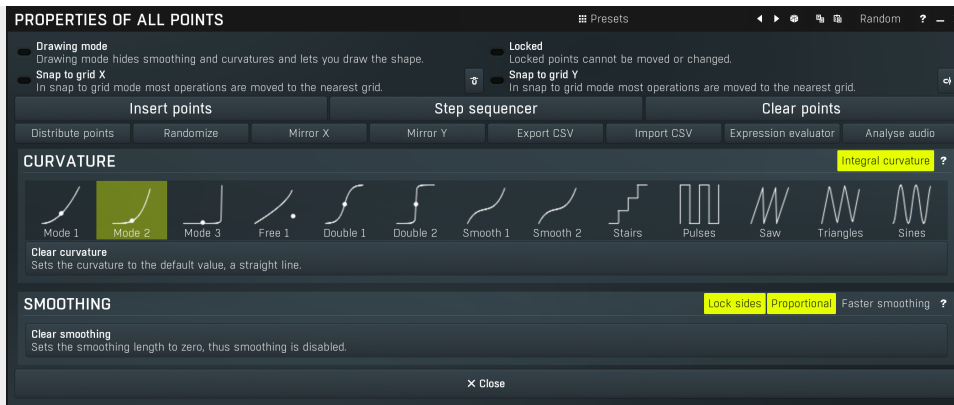 PROPERTIES OF ALL POINTS Presets Random ?
Drawing mode
Drawing mode hides smoothing and curvatures and lets you draw the shape.
Locked
Locked points cannot be moved or changed.
Snap to grid X
In snap to grid mode most operations are moved to the nearest grid.
Snap to grid Y
In snap to grid mode most operations are moved to the nearest grid.
Insert points Step sequencer Clear points
Distribute points Randomize Mirror X Mirror Y Export CSV Import CSV Expression evaluator Analyse audio
CURVATURE Integral curvature ?
Mode 1 Mode 2 Mode 3 Free 1 Double 1 Double 2 Smooth 1 Smooth 2 Stairs Pulses Saw Triangles Sines
Clear curvature
Sets the curvature to the default value, a straight line.
SMOOTHING Lock sides Proportional Faster smoothing ?
Clear smoothing
Sets the smoothing length to zero, thus smoothing is disabled.
Close